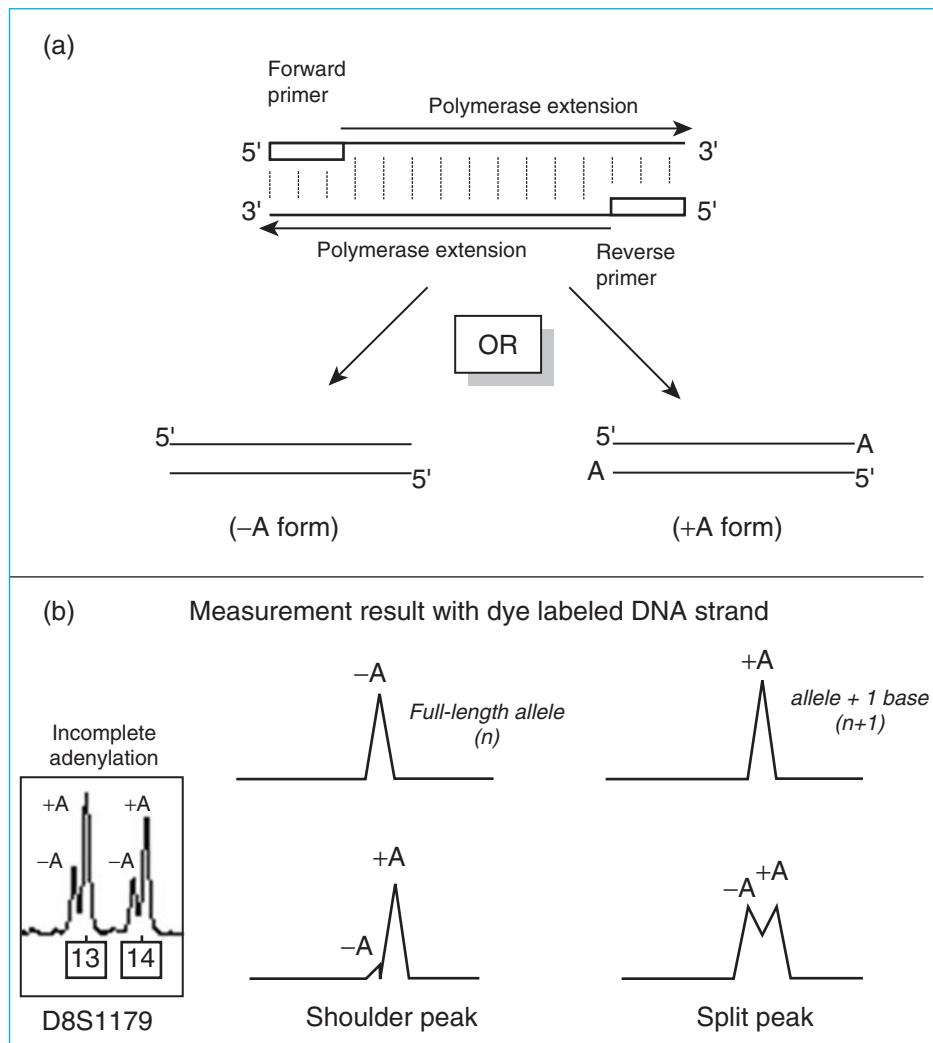 (a)
Forward
primer
Polymerase extension
5'
3'
3'
5'
Polymerase extension
Reverse
primer
OR
5'
5'
(–A form)
5'
A
A
5'
(+A form)
(b)
Measurement result with dye labeled DNA strand
Incomplete
adenylation
+A
+A
–A
–A
13
14
D8S1179
–A
Full-length allele
(n)
+A
allele + 1 base
(n+1)
–A
+A
Shoulder peak
–A
+A
Split peak